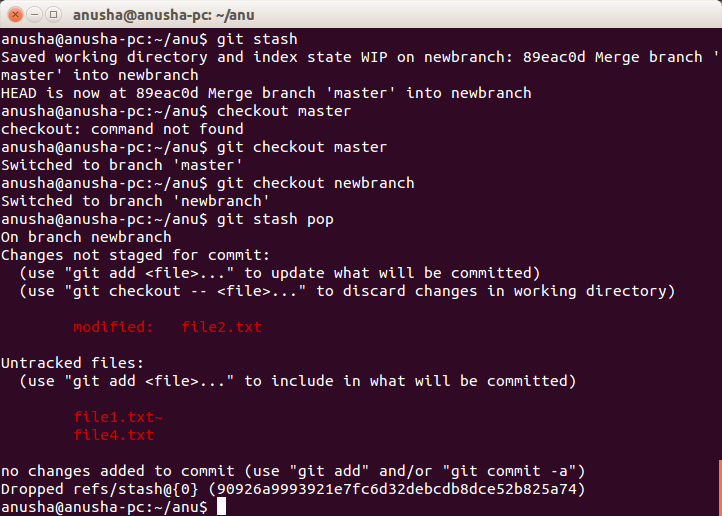 anusha@anusha-pc: ~/anu
anusha@anusha-pc:~/anu$ git stash
Saved working directory and index state WIP on newbranch: 89eac0d Merge branch '
master' into newbranch
HEAD is now at 89eac0d Merge branch 'master' into newbranch
anusha@anusha-pc:~/anu$ checkout master
checkout: command not found
anusha@anusha-pc:~/anu$ git checkout master
Switched to branch 'master'
anusha@anusha-pc:~/anu$ git checkout newbranch
Switched to branch 'newbranch'
anusha@anusha-pc:~/anu$ git stash pop
On branch newbranch
Changes not staged for commit:
  (use "git add <file>..." to update what will be committed)
  (use "git checkout -- <file>..." to discard changes in working directory)
        modified:   file2.txt
Untracked files:
  (use "git add <file>..." to include in what will be committed)
        file1.txt~
        file4.txt
no changes added to commit (use "git add" and/or "git commit -a")
Dropped refs/stash@{0} (90926a9993921e7fc6d32debcdb8dce52b825a74)
anusha@anusha-pc:~/anu$